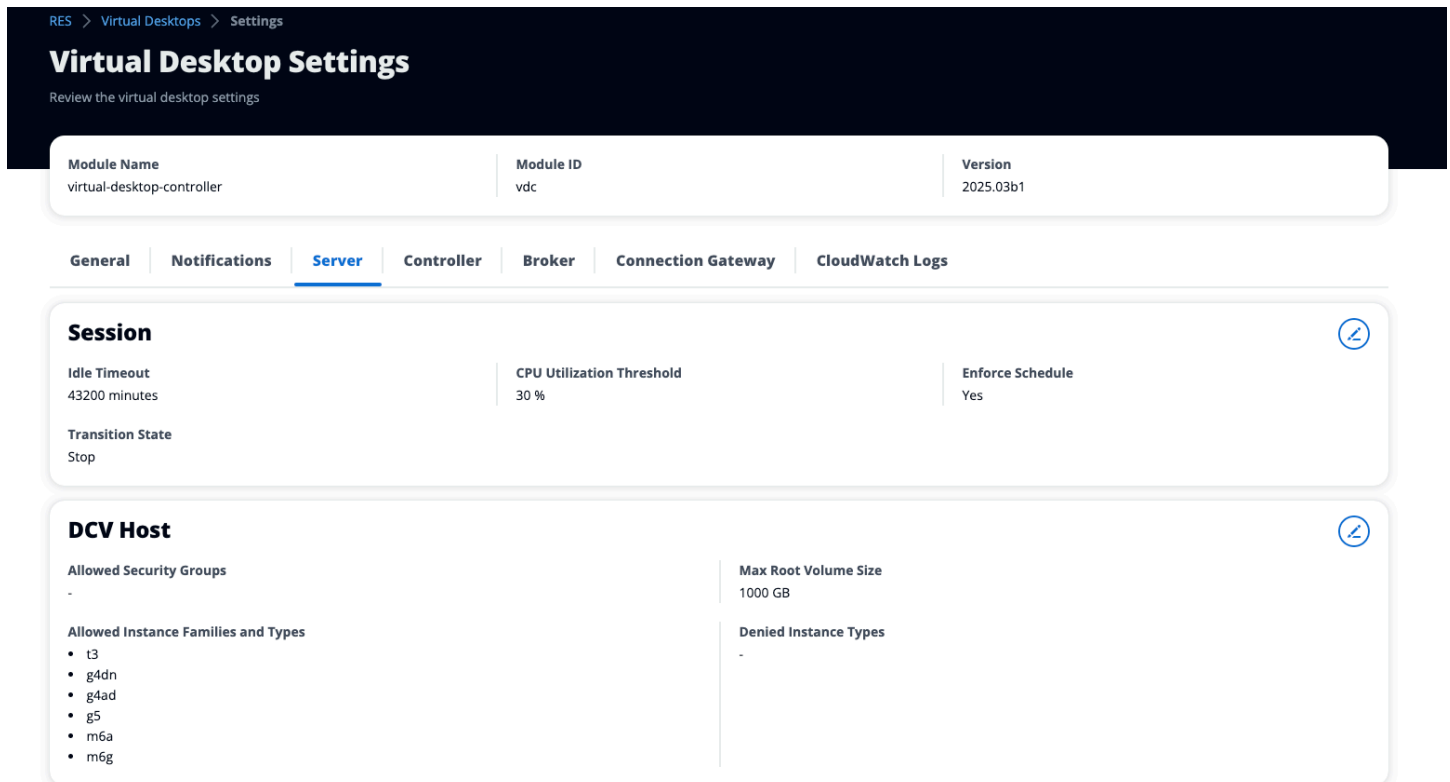 RES > Virtual Desktops > Settings
Virtual Desktop Settings
Review the virtual desktop settings
Module Name
virtual-desktop-controller
Module ID
vdc
Version
2025.03b1
General Notifications Server Controller Broker Connection Gateway CloudWatch Logs
Session
Idle Timeout
43200 minutes
CPU Utilization Threshold
30 %
Enforce Schedule
Yes
Transition State
Stop
DCV Host
Allowed Security Groups
-
Max Root Volume Size
1000 GB
Allowed Instance Families and Types
• t3
• g4dn
• g4ad
• g5
• m6a
• m6g
Denied Instance Types
-